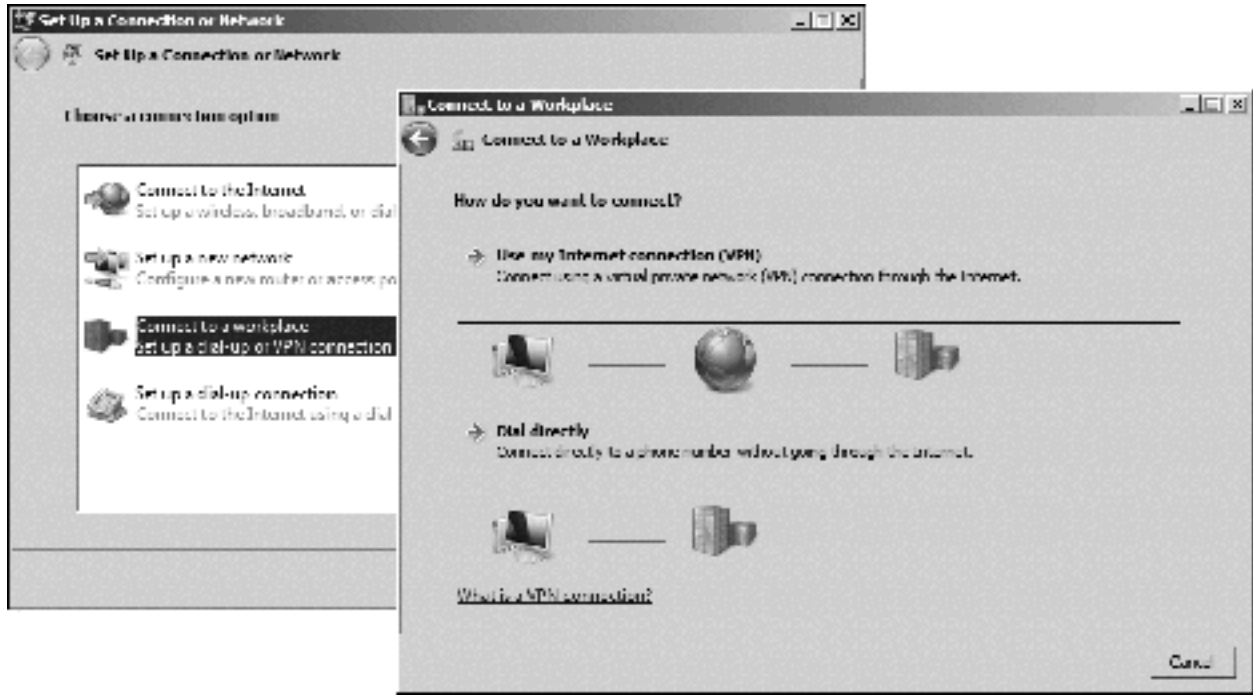 Set Up a Connection or Network
Set Up a Connection or Network
Choose a connection option
Connect to the Internet
Set up a wireless, broadband, or dial
Set up a new network
Configure a new router or access po
Connect to a workplace
Set up a dial-up or VPN connection
Set up a dial-up connection
Connect to the Internet using a dial
Connect to a Workplace
Connect to a Workplace
How do you want to connect?
Use my Internet connection (VPN)
Connect using a virtual private network (VPN) connection through the Internet.
Dial directly
Connect directly to a phone number without going through the Internet.
What is a VPN connection?
Cancel